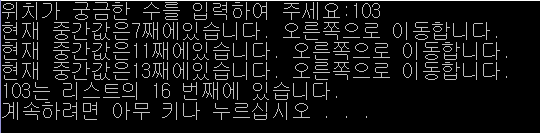 위치가 궁금한 수를 입력하여 주세요:103
현재 중간값은7째에있습니다. 오른쪽으로 이동합니다.
현재 중간값은11째에있습니다. 오른쪽으로 이동합니다.
현재 중간값은13째에있습니다. 오른쪽으로 이동합니다.
103는 리스트의 16 번째에 있습니다.
계속하려면 아무 키나 누르십시오 . . .